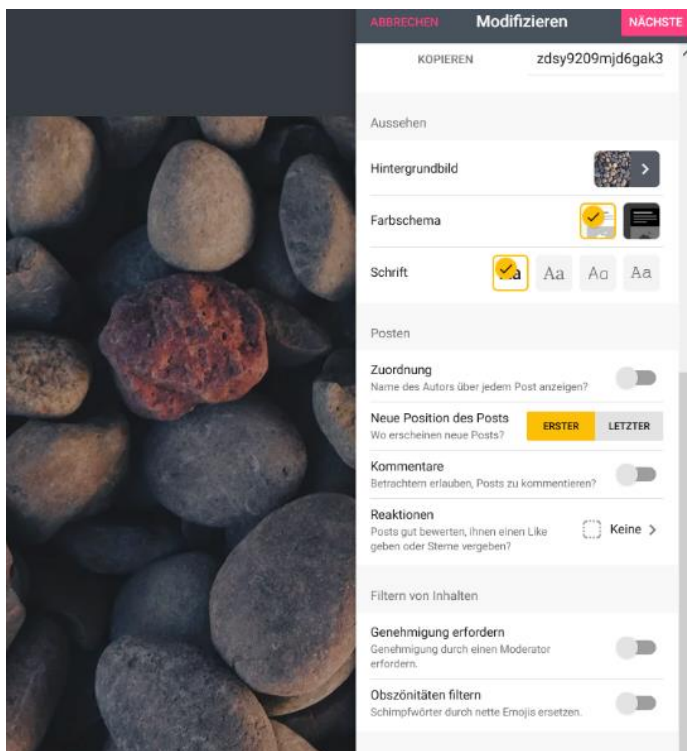 ABBRECHEN Modifizieren NÄCHSTE
KOPIEREN zdsy9209mjd6gak3
Aussehen
Hintergrundbild
Farbschema
Schrift Aa Aa Aa
Posten
Zuordnung
Name des Autors über jedem Post anzeigen?
Neue Position des Posts
Wo erscheinen neue Posts?
ERSTER LETZTER
Kommentare
Betrachtern erlauben, Posts zu kommentieren?
Reaktionen
Posts gut bewerten, ihnen einen Like
geben oder Sterne vergeben?
Keine
Filtern von Inhalten
Genehmigung erfordern
Genehmigung durch einen Moderator
erfordern.
Obszönitäten filtern
Schimpfwörter durch nette Emojis ersetzen.